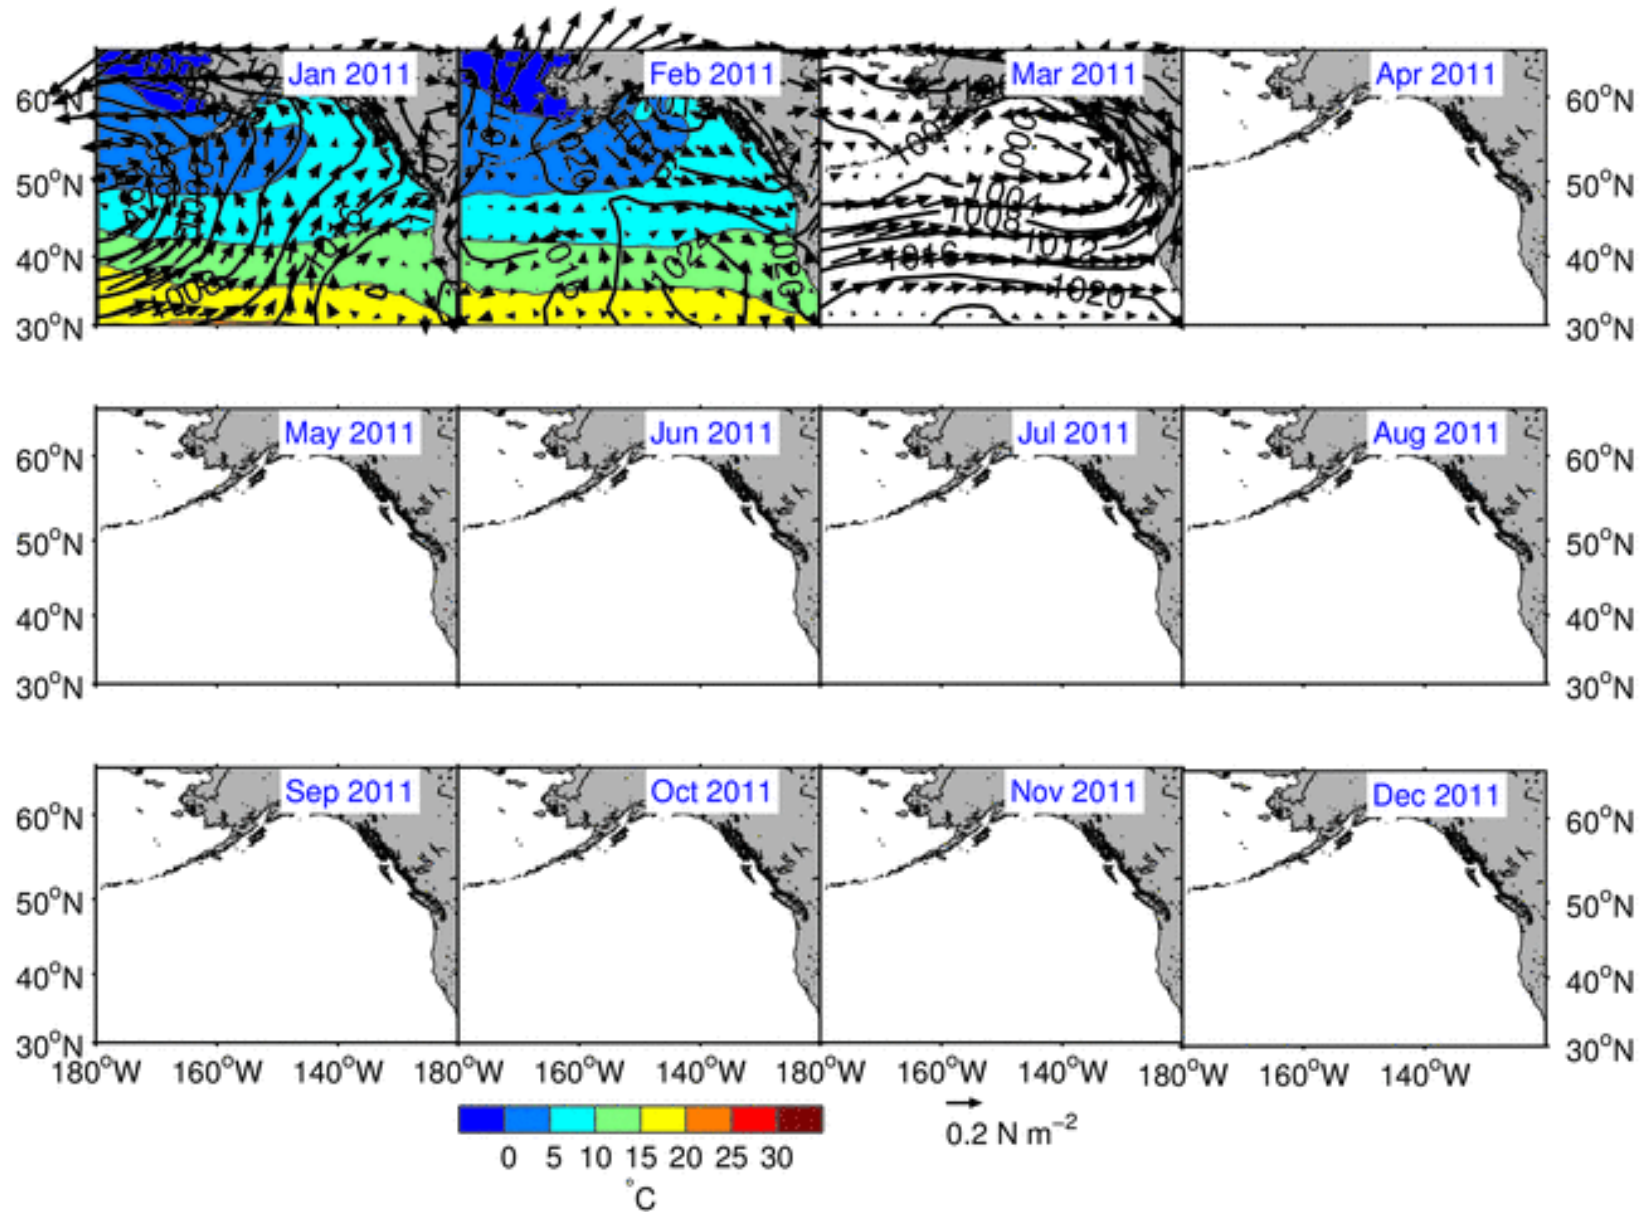 Jan 2011 Feb 2011 Mar 2011 Apr 2011
60°N 60°N
50°N 50°N
40°N 40°N
30°N 30°N
1008
1020
1004
1008
1012
1016
1020
May 2011 Jun 2011 Jul 2011 Aug 2011
60°N 60°N
50°N 50°N
40°N 40°N
30°N 30°N
Sep 2011 Oct 2011 Nov 2011 Dec 2011
60°N 60°N
50°N 50°N
40°N 40°N
30°N 30°N
180°W 160°W 140°W 180°W 160°W 140°W 180°W 160°W 140°W 180°W 160°W 140°W
0 5 10 15 20 25 30
°C
0.2 N m⁻²